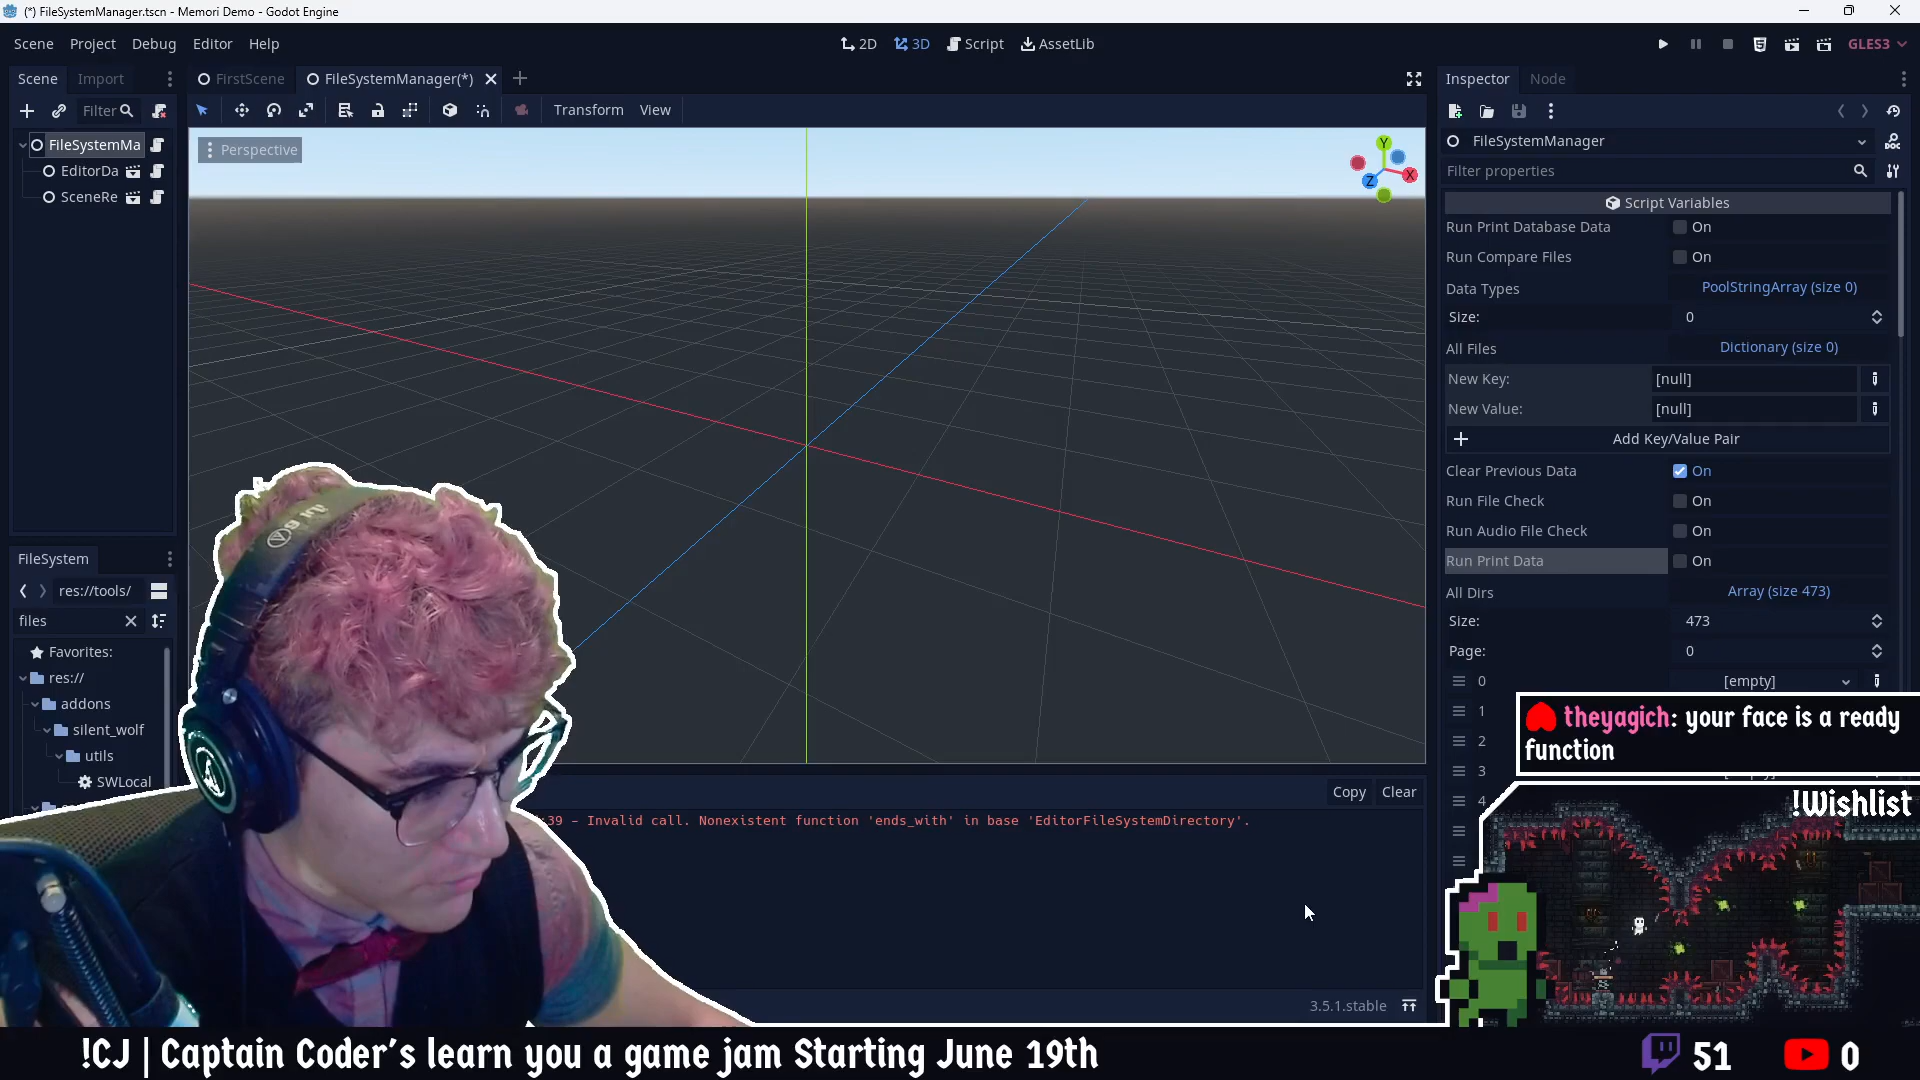 (*) FileSystemManager.tscn - Memori Demo - Godot Engine
Scene Project Debug Editor Help
2D 3D Script AssetLib
GLES3
Scene Import
FirstScene FileSystemManager(*)
Inspector Node
Filter
Transform View
FileSystemManager
FileSystemMa
EditorDa
SceneRe
Perspective
Y
X
Z
Filter properties
Script Variables
Run Print Database Data On
Run Compare Files On
Data Types PoolStringArray (size 0)
Size: 0
All Files Dictionary (size 0)
New Key: [null]
New Value: [null]
Add Key/Value Pair
Clear Previous Data On
Run File Check On
Run Audio File Check On
Run Print Data On
All Dirs Array (size 473)
Size: 473
Page: 0
0 [empty]
1
2
3
4
FileSystem
res://tools/
files
Favorites:
res://
addons
silent_wolf
utils
SWLocal
Copy Clear
:39 - Invalid call. Nonexistent function 'ends_with' in base 'EditorFileSystemDirectory'.
3.5.1.stable
theyagich: your face is a ready
function
!Wishlist
!CJ | Captain Coder's learn you a game jam Starting June 19th
51 0